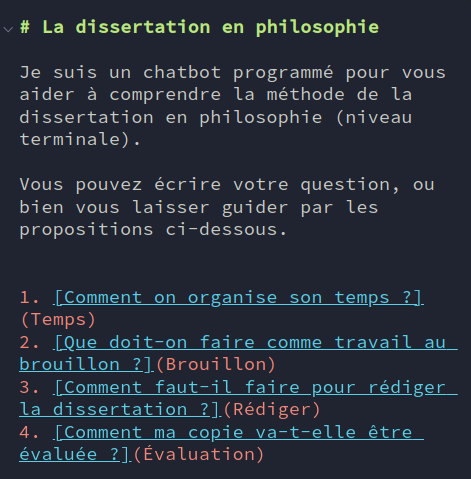 # La dissertation en philosophie
Je suis un chatbot programmé pour vous
aider à comprendre la méthode de la
dissertation en philosophie (niveau
terminale).
Vous pouvez écrire votre question, ou
bien vous laisser guider par les
propositions ci-dessous.
1. [Comment on organise son temps ?]
(Temps)
2. [Que doit-on faire comme travail au
brouillon ?](Brouillon)
3. [Comment faut-il faire pour rédiger
la dissertation ?](Rédiger)
4. [Comment ma copie va-t-elle être
évaluée ?](Évaluation)